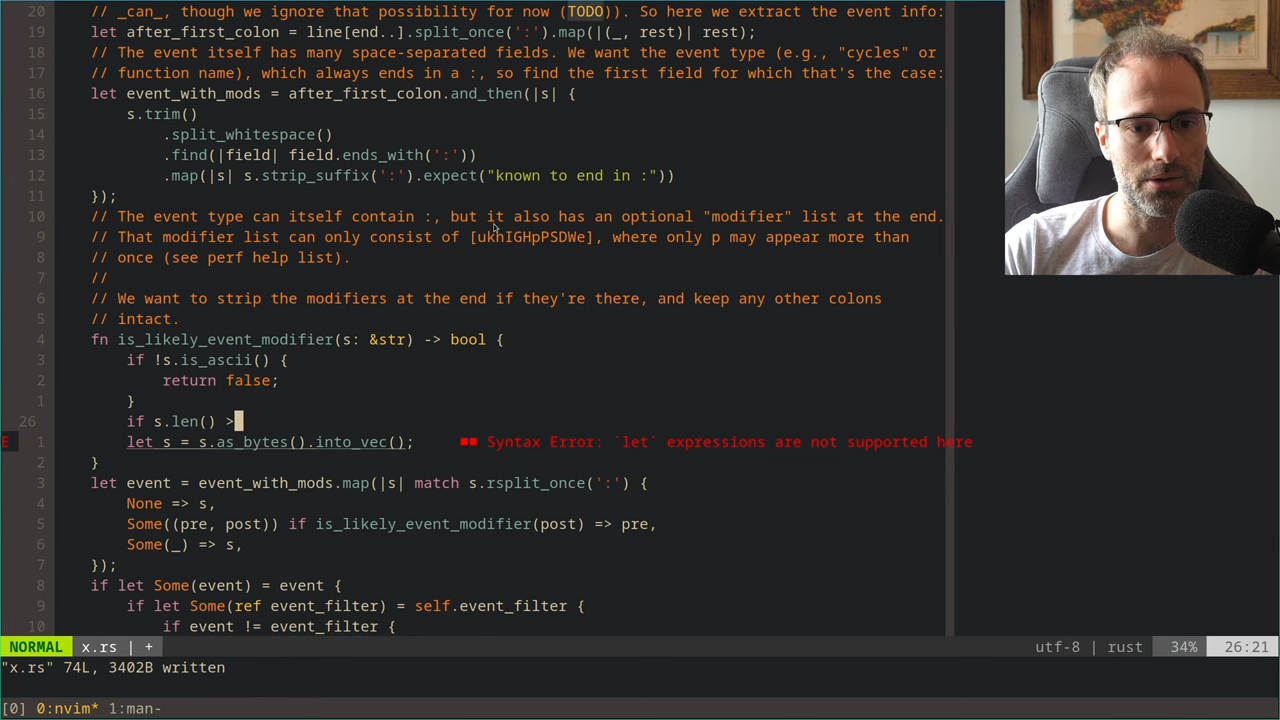 20 // _can_, though we ignore that possibility for now (TODO)). So here we extract the event info:
19 let after_first_colon = line[end..].split_once(':').map(|(_, rest)| rest);
18 // The event itself has many space-separated fields. We want the event type (e.g., "cycles" or
17 // function name), which always ends in a :, so find the first field for which that's the case:
16 let event_with_mods = after_first_colon.and_then(|s| {
15 s.trim()
14 .split_whitespace()
13 .find(|field| field.ends_with(':'))
12 .map(|s| s.strip_suffix(':').expect("known to end in :"))
11 });
10 // The event type can itself contain :, but it also has an optional "modifier" list at the end.
9 // That modifier list can only consist of [ukhIGHpPSDWe], where only p may appear more than
8 // once (see perf help list).
7 //
6 // We want to strip the modifiers at the end if they're there, and keep any other colons
5 // intact.
4 fn is_likely_event_modifier(s: &str) -> bool {
3 if !s.is_ascii() {
2 return false;
1 }
26 if s.len() >
E 1 let s = s.as_bytes().into_vec(); ■■ Syntax Error: `let` expressions are not supported here
2 }
3 let event = event_with_mods.map(|s| match s.rsplit_once(':') {
4 None => s,
5 Some((pre, post)) if is_likely_event_modifier(post) => pre,
6 Some(_) => s,
7 });
8 if let Some(event) = event {
9 if let Some(ref event_filter) = self.event_filter {
10 if event != event_filter {
NORMAL x.rs | + utf-8 | rust 34% 26:21
"x.rs" 74L, 3402B written
[0] 0:nvim* 1:man-